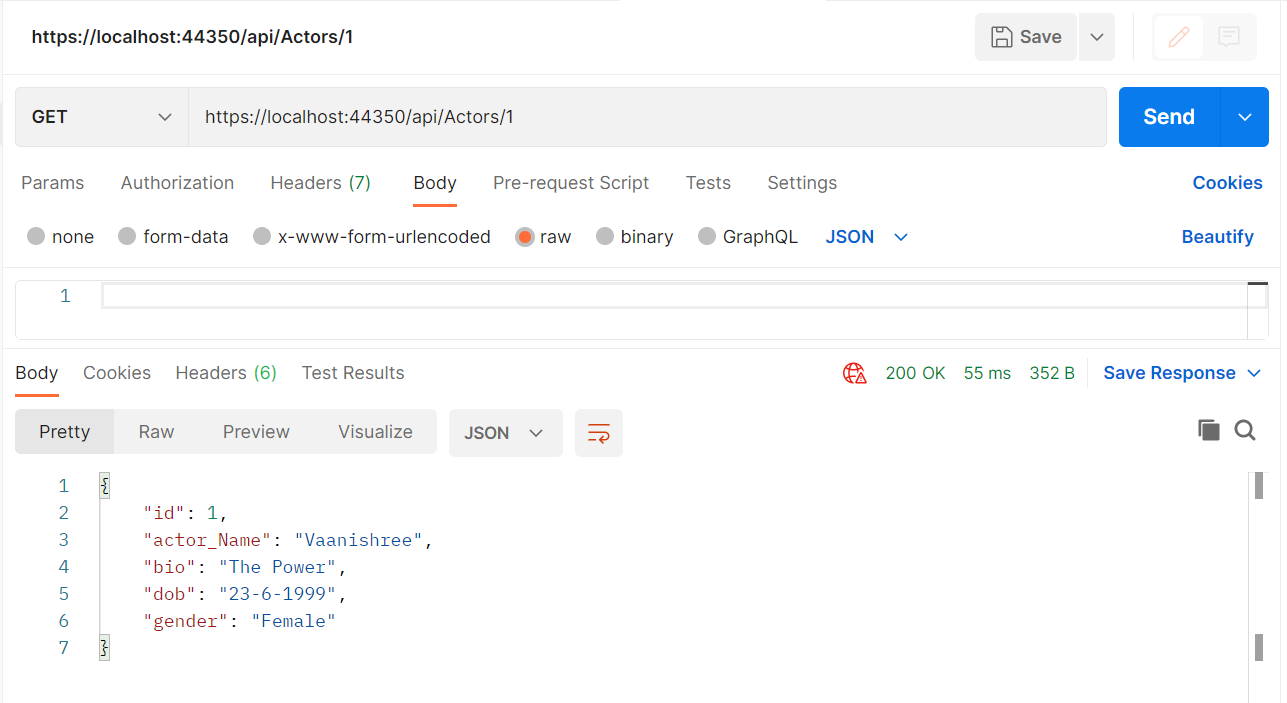 https://localhost:44350/api/Actors/1 Save
GET https://localhost:44350/api/Actors/1 Send
Params Authorization Headers (7) Body Pre-request Script Tests Settings Cookies
none form-data x-www-form-urlencoded raw binary GraphQL JSON Beautify
1
Body Cookies Headers (6) Test Results 200 OK 55 ms 352 B Save Response
Pretty Raw Preview Visualize JSON
1 {
2 "id": 1,
3 "actor_Name": "Vaanishree",
4 "bio": "The Power",
5 "dob": "23-6-1999",
6 "gender": "Female"
7 }